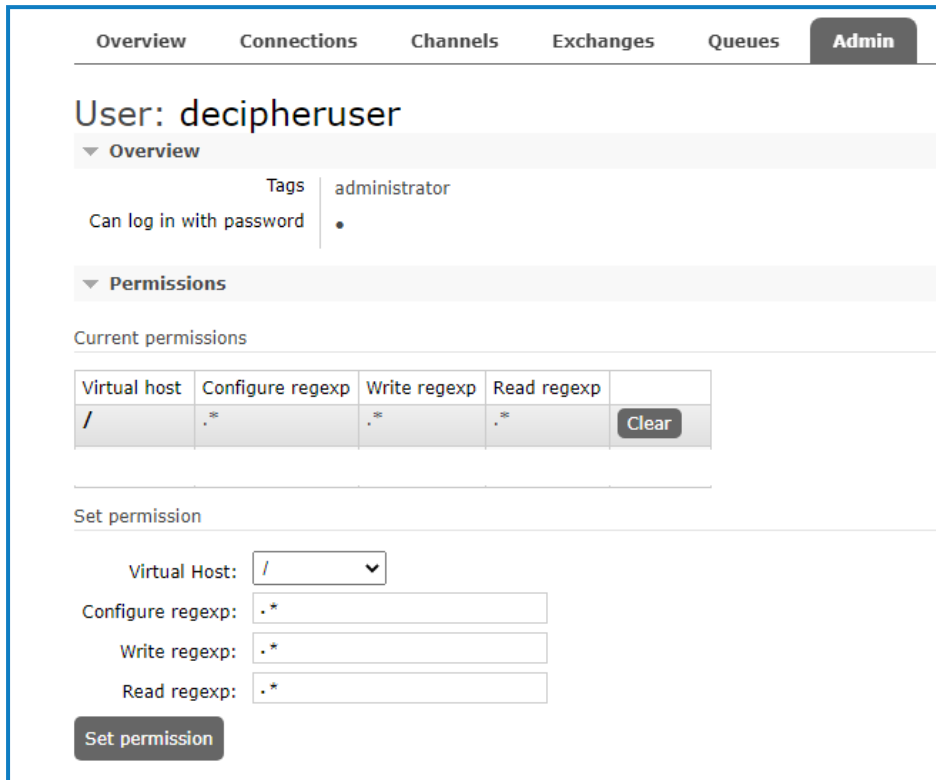 Overview Connections Channels Exchanges Queues Admin
User: decipheruser
Overview
Tags administrator
Can log in with password •
Permissions
Current permissions
Virtual host Configure regexp Write regexp Read regexp
/ .* .* .* Clear
Set permission
Virtual Host: /
Configure regexp: .*
Write regexp: .*
Read regexp: .*
Set permission